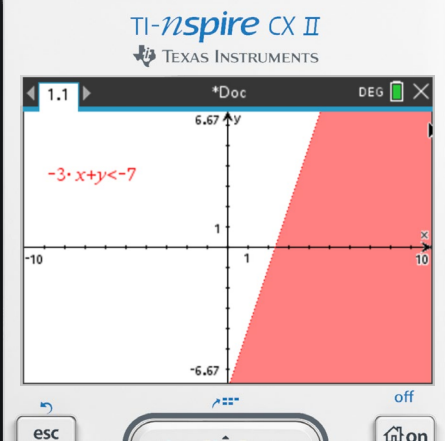 TI-nspire CX II
TEXAS INSTRUMENTS
1.1
*Doc
DEG
6.67 y
-3·x+y<-7
1
x
-10
1
10
-6.67
off
esc
on